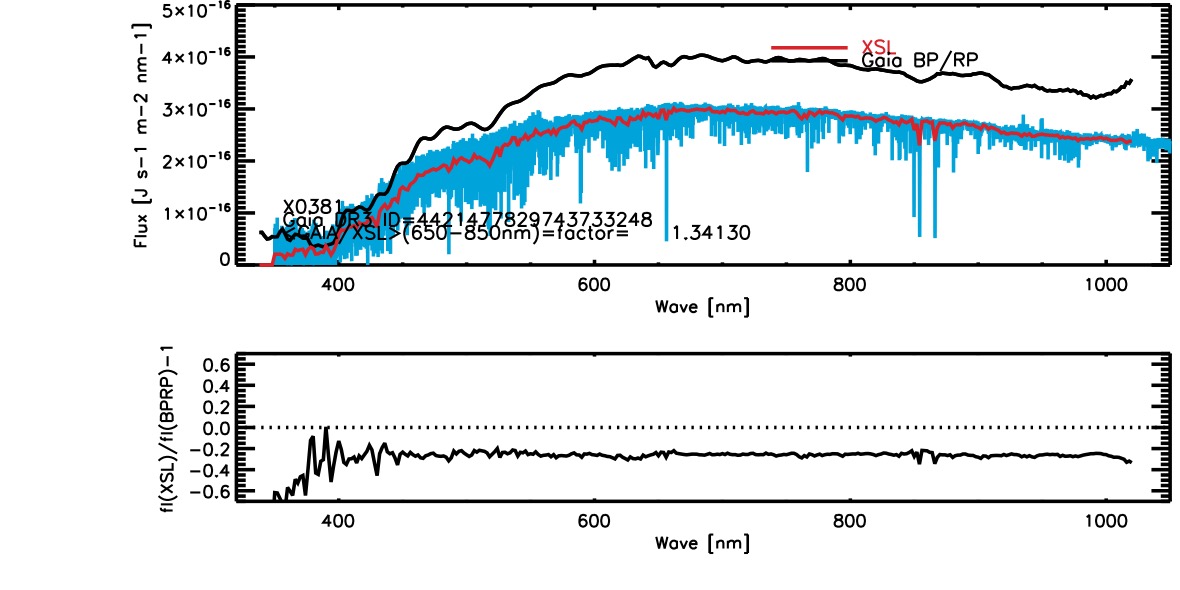 5×10−16
4×10−16
3×10−16
2×10−16
1×10−16
0
Flux [J s−1 m−2 nm−1]
XSL
Gaia BP/RP
X0381
Gaia DR3 ID=4421477829743733248
<GAIA/XSL>(650−850nm)=factor= 1.34130
400 600 800 1000
Wave [nm]
0.6
0.4
0.2
0.0
−0.2
−0.4
−0.6
fl(XSL)/fl(BPRP)−1
400 600 800 1000
Wave [nm]